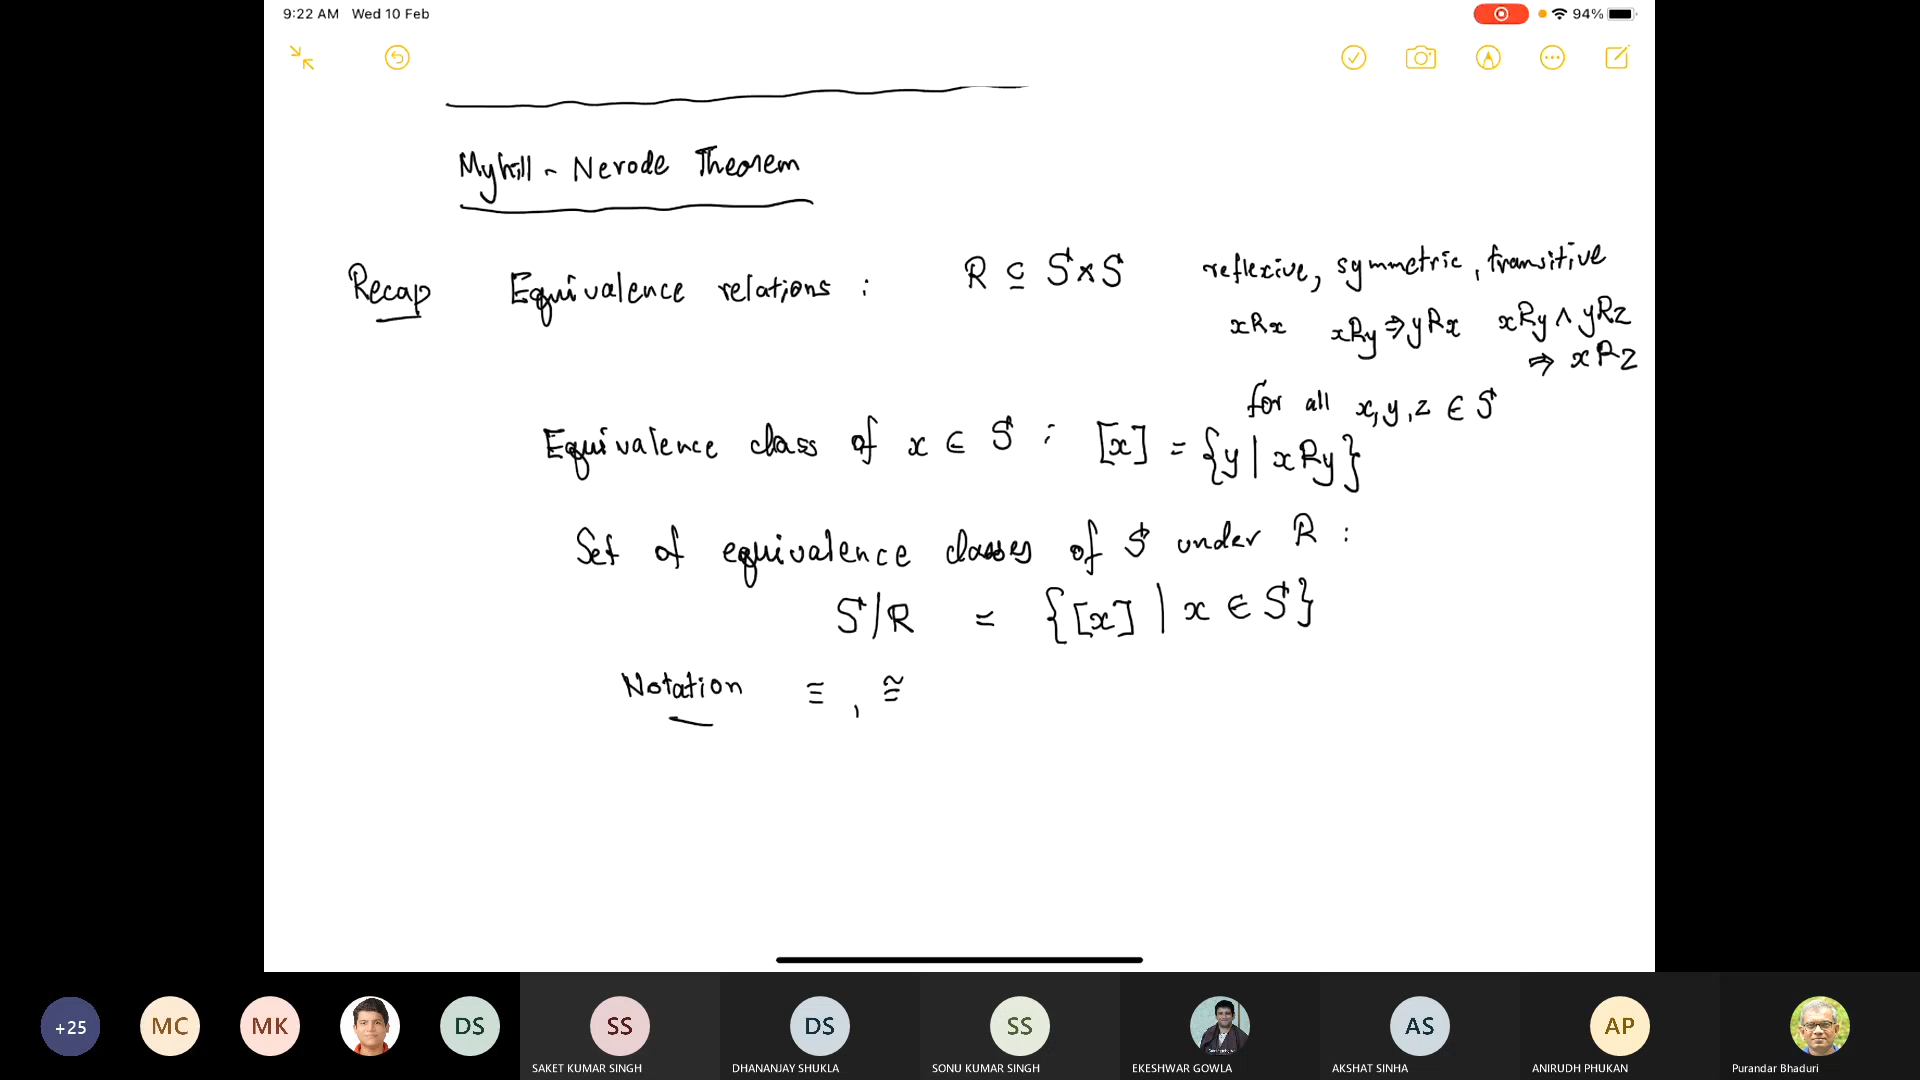 9:22 AM Wed 10 Feb 94%
Myhill - Nerode Theorem
Recap Equivalence relations : R ⊆ S × S reflexive, symmetric, transitive
xRx xRy ⇒ yRx xRy ∧ yRz
⇒ xRz
for all x, y, z ∈ S
Equivalence class of x ∈ S : [x] = {y | xRy}
Set of equivalence classes of S under R :
S/R = {[x] | x ∈ S}
Notation ≡ , ≅
+25 MC MK DS SS DS SS AS AP
SAKET KUMAR SINGH DHANANJAY SHUKLA SONU KUMAR SINGH EKESHWAR GOWLA AKSHAT SINHA ANIRUDH PHUKAN Purandar Bhaduri